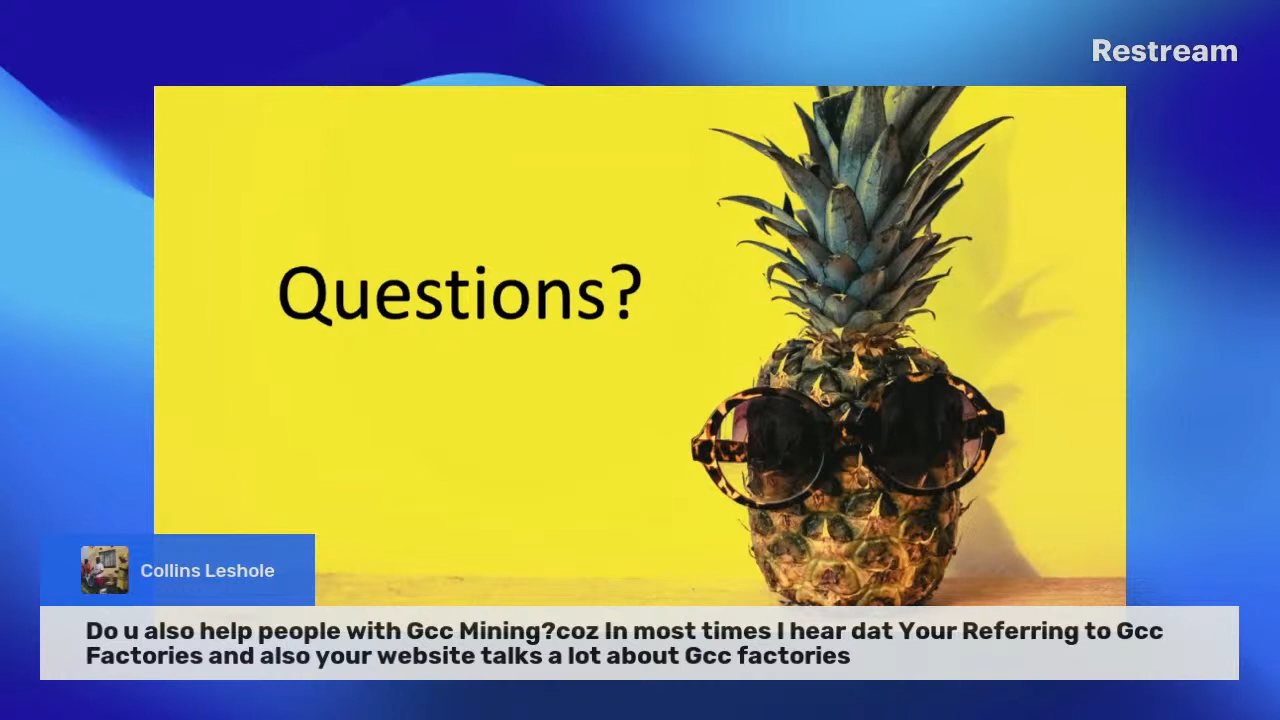 Restream
Questions?
Collins Leshole
Do u also help people with Gcc Mining?coz In most times I hear dat Your Referring to Gcc
Factories and also your website talks a lot about Gcc factories